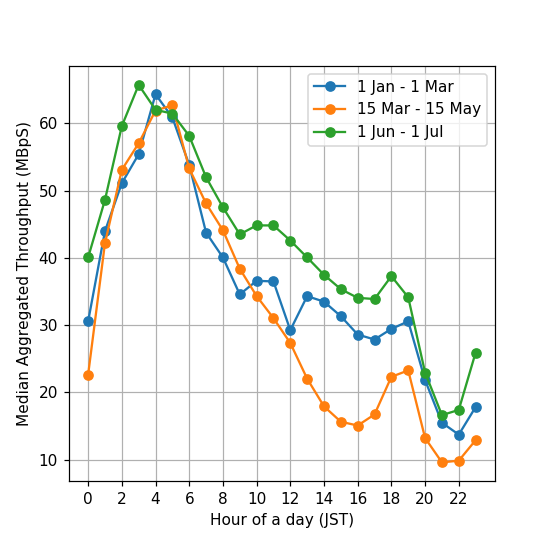 1 Jan - 1 Mar
15 Mar - 15 May
1 Jun - 1 Jul
Median Aggregated Throughput (MBpS)
60
50
40
30
20
10
0 2 4 6 8 10 12 14 16 18 20 22
Hour of a day (JST)